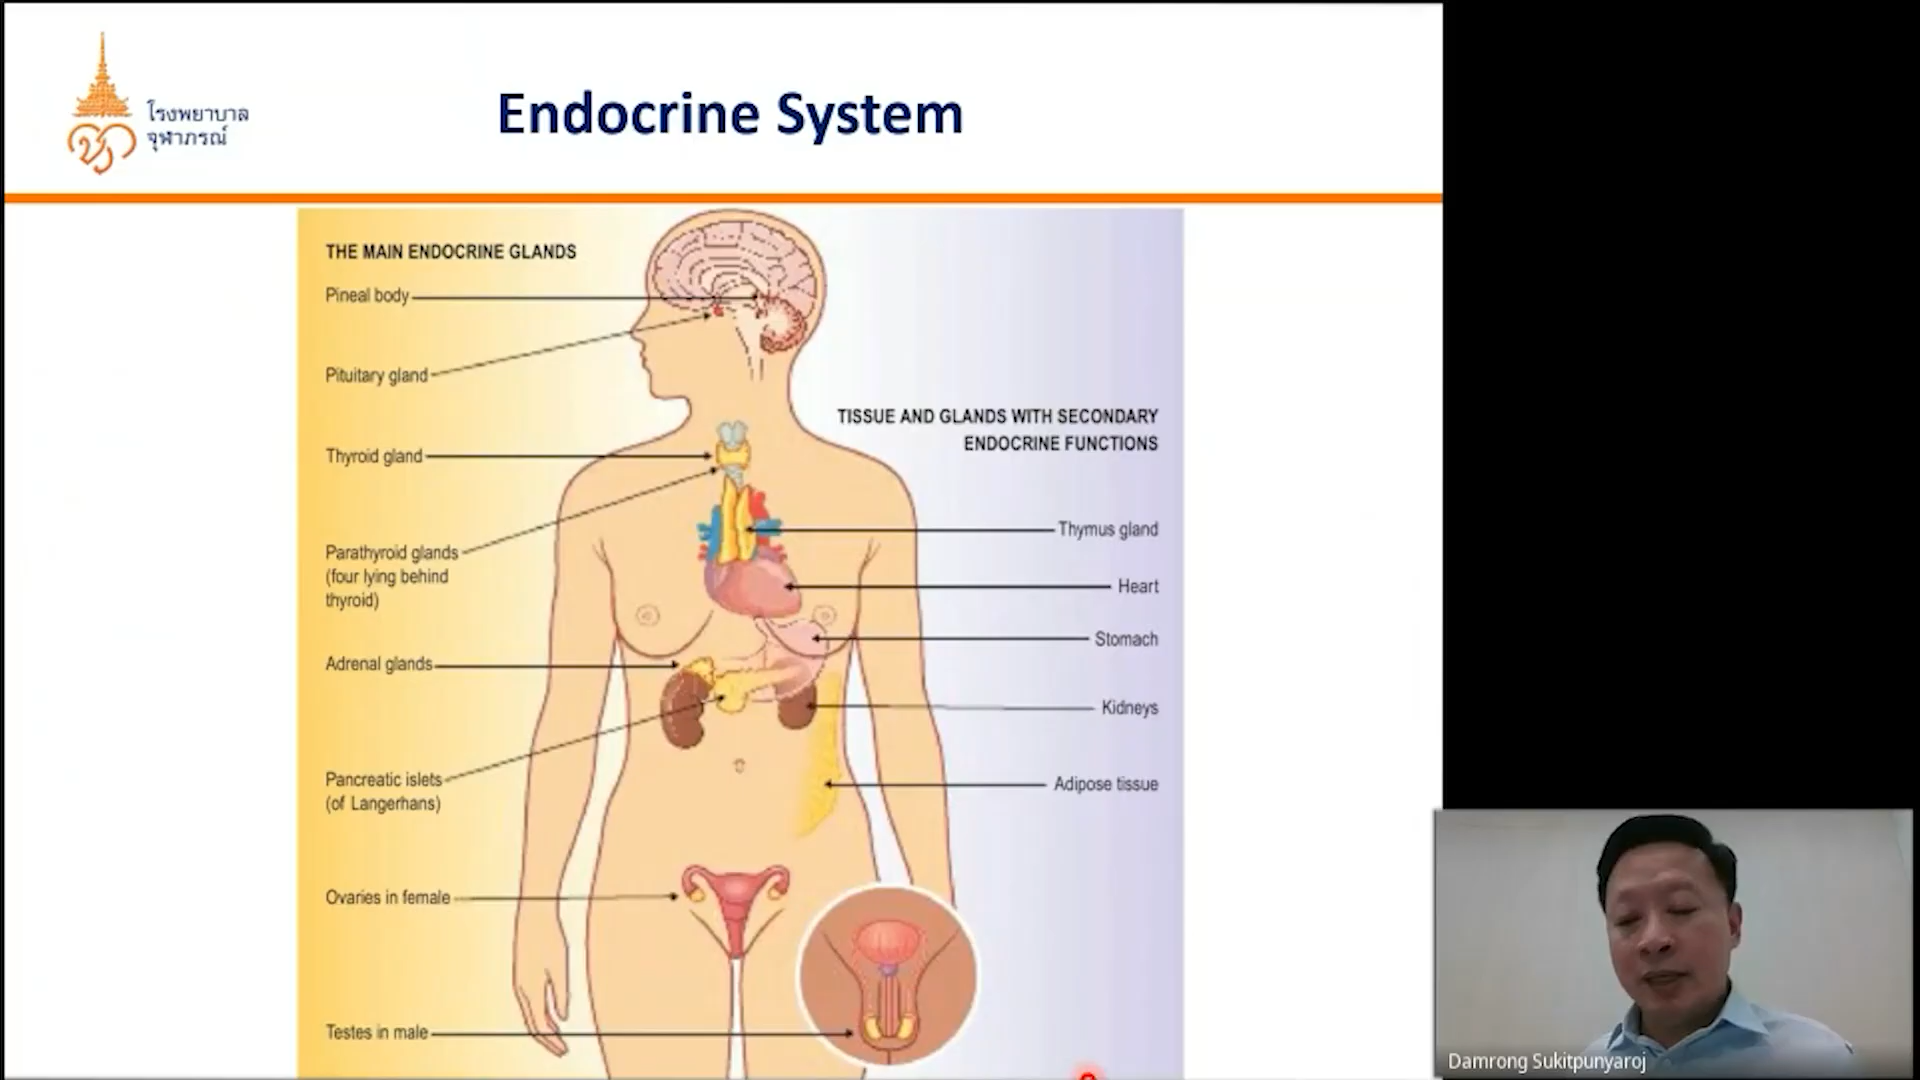 โรงพยาบาล
จุฬาภรณ์
Endocrine System
THE MAIN ENDOCRINE GLANDS
Pineal body
Pituitary gland
Thyroid gland
Parathyroid glands
(four lying behind
thyroid)
Adrenal glands
Pancreatic islets
(of Langerhans)
Ovaries in female
Testes in male
TISSUE AND GLANDS WITH SECONDARY
ENDOCRINE FUNCTIONS
Thymus gland
Heart
Stomach
Kidneys
Adipose tissue
Damrong Sukitpunyaroj